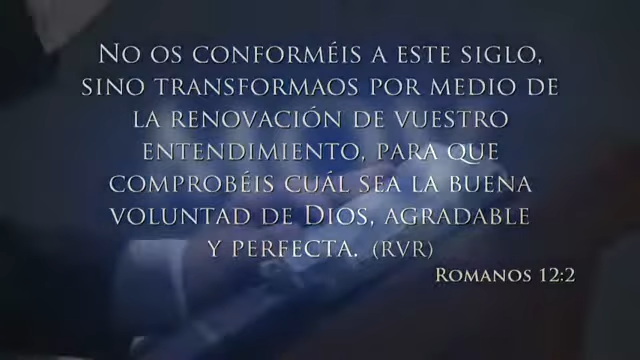 No os conforméis a este siglo,
sino transformaos por medio de
la renovación de vuestro
entendimiento, para que
comprobéis cuál sea la buena
voluntad de Dios, agradable
y perfecta. (RVR)
Romanos 12:2